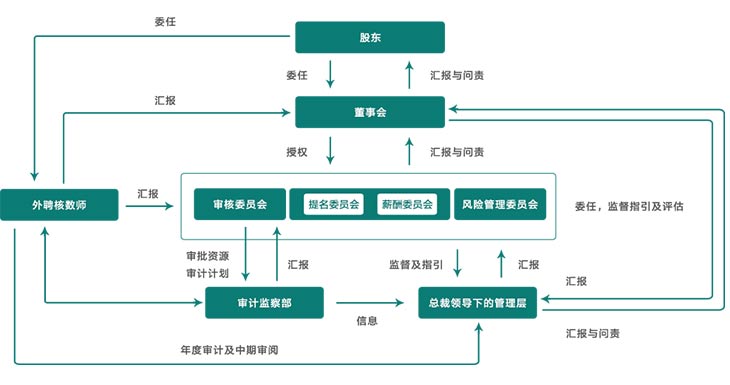 委任
股东
委任
汇报与问责
汇报
董事会
授权
汇报与问责
外聘核数师
汇报
审核委员会
提名委员会
薪酬委员会
风险管理委员会
委任，监督指引及评估
审批资源
审计计划
汇报
监督及指引
汇报
汇报
审计监察部
信息
总裁领导下的管理层
汇报与问责
年度审计及中期审阅